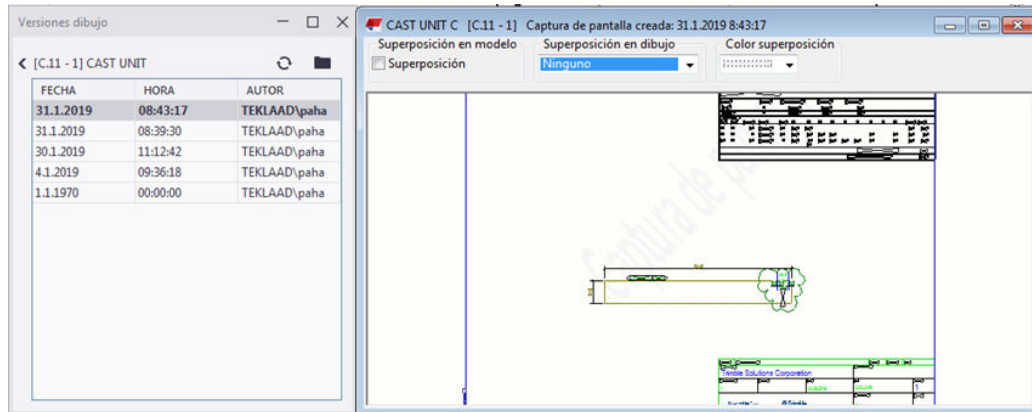 Versiones dibujo
[C.11 - 1] CAST UNIT
FECHA HORA AUTOR
31.1.2019 08:43:17 TEKLAAD\paha
31.1.2019 08:39:30 TEKLAAD\paha
30.1.2019 11:12:42 TEKLAAD\paha
4.1.2019 09:36:18 TEKLAAD\paha
1.1.1970 00:00:00 TEKLAAD\paha
CAST UNIT C [C.11 - 1] Captura de pantalla creada: 31.1.2019 8:43:17
Superposición en modelo Superposición en dibujo Color superposición
Superposición Ninguno
Captura de
Trimble Solutions Corporation